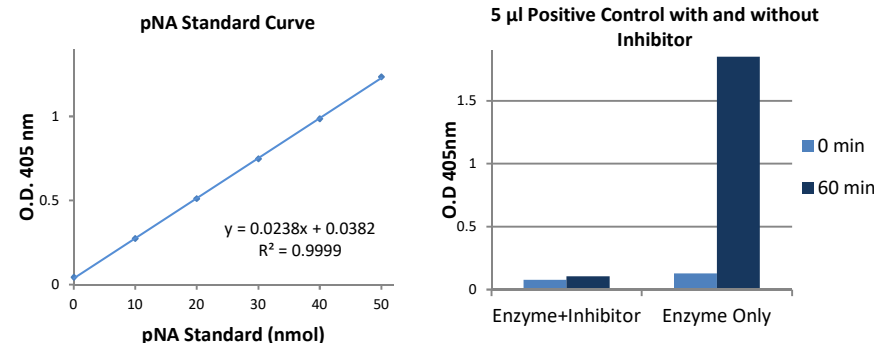 pNA Standard Curve
O.D. 405 nm
1
0.5
0
y = 0.0238x + 0.0382
R² = 0.9999
0 10 20 30 40 50
pNA Standard (nmol)
5 µl Positive Control with and without
Inhibitor
O.D 405nm
1.5
1
0.5
0
Enzyme+Inhibitor Enzyme Only
0 min
60 min